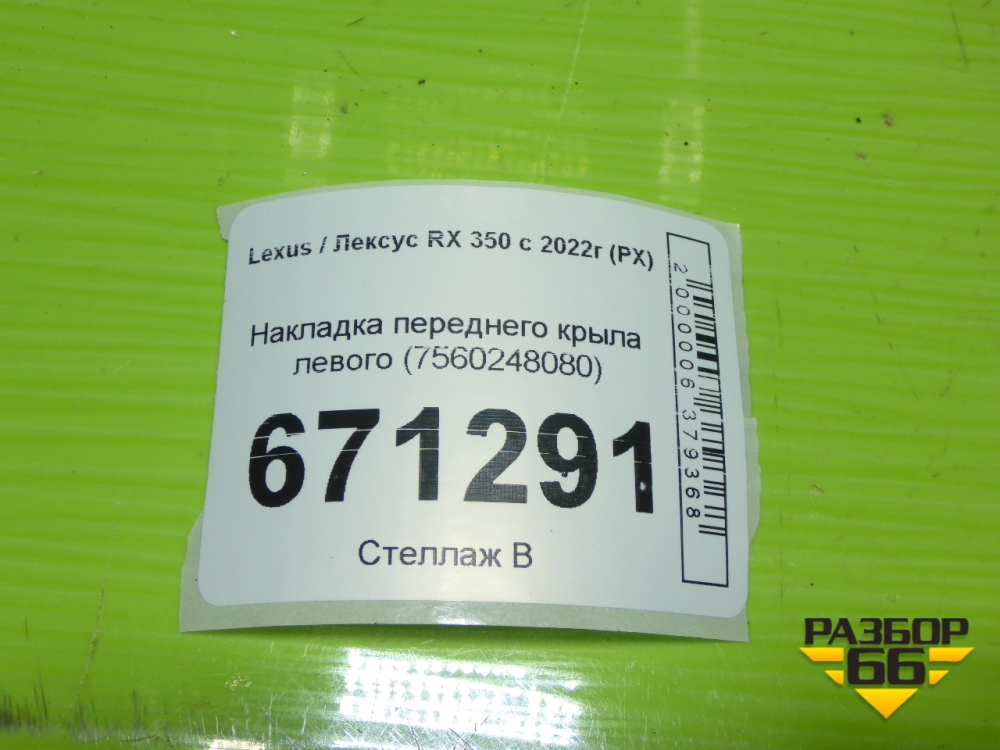 Lexus / Лексус RX 350 с 2022г (РХ)
Накладка переднего крыла
левого (7560248080)
671291
Стеллаж В
2000006379368
РАЗБОР
66